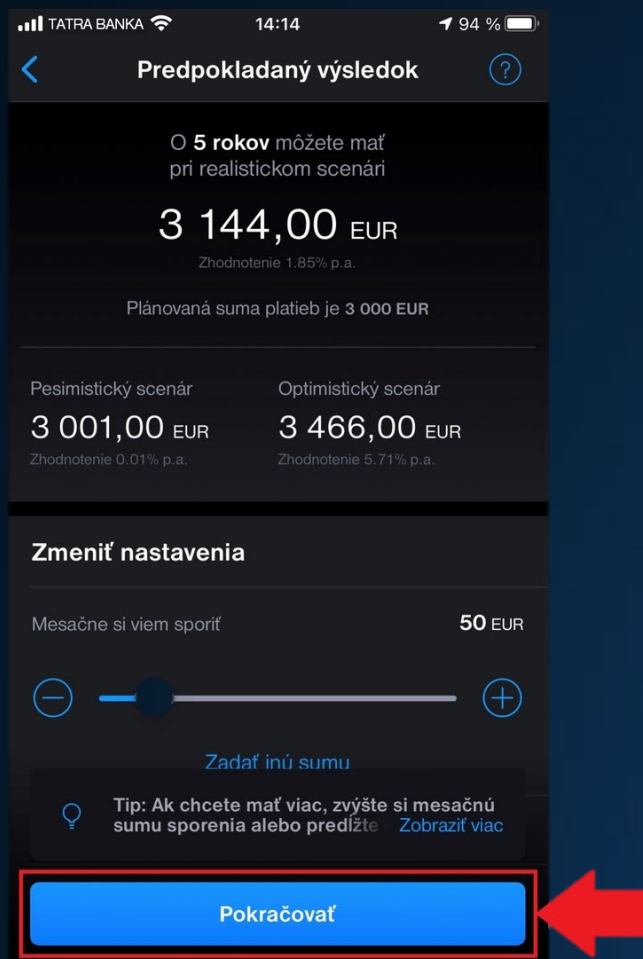 TATRA BANKA 14:14 94 %
Predpokladaný výsledok ?
O 5 rokov môžete mať
pri realistickom scenári
3 144,00 EUR
Zhodnotenie 1.85% p.a.
Plánovaná suma platieb je 3 000 EUR
Pesimistický scenár Optimistický scenár
3 001,00 EUR 3 466,00 EUR
Zhodnotenie 0.01% p.a. Zhodnotenie 5.71% p.a.
Zmeniť nastavenia
Mesačne si viem sporiť 50 EUR
Zadať inú sumu
Tip: Ak chcete mať viac, zvýšte si mesačnú
sumu sporenia alebo predĺžte Zobraziť viac
Pokračovať